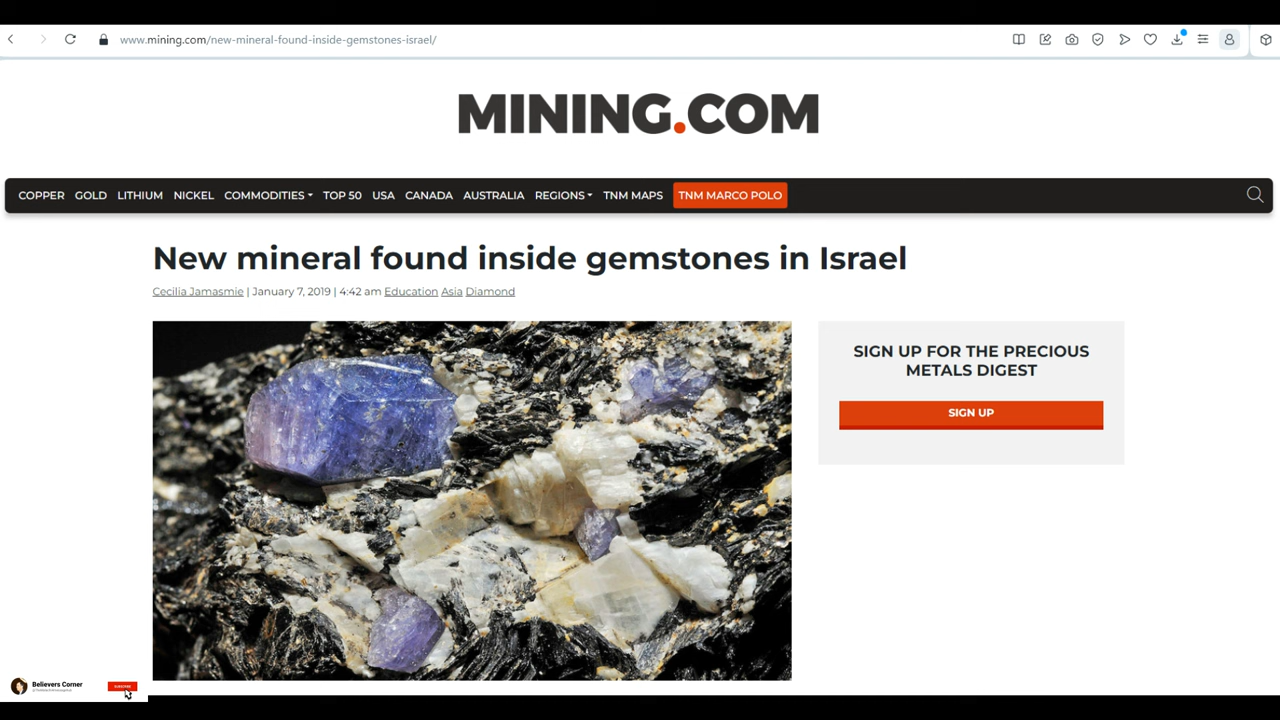 www.mining.com/new-mineral-found-inside-gemstones-israel/
MINING.COM
COPPER GOLD LITHIUM NICKEL COMMODITIES TOP 50 USA CANADA AUSTRALIA REGIONS TNM MAPS TNM MARCO POLO
New mineral found inside gemstones in Israel
Cecilia Jamasmie | January 7, 2019 | 4:42 am Education Asia Diamond
SIGN UP FOR THE PRECIOUS
METALS DIGEST
SIGN UP
Believers Corner
SUBSCRIBE